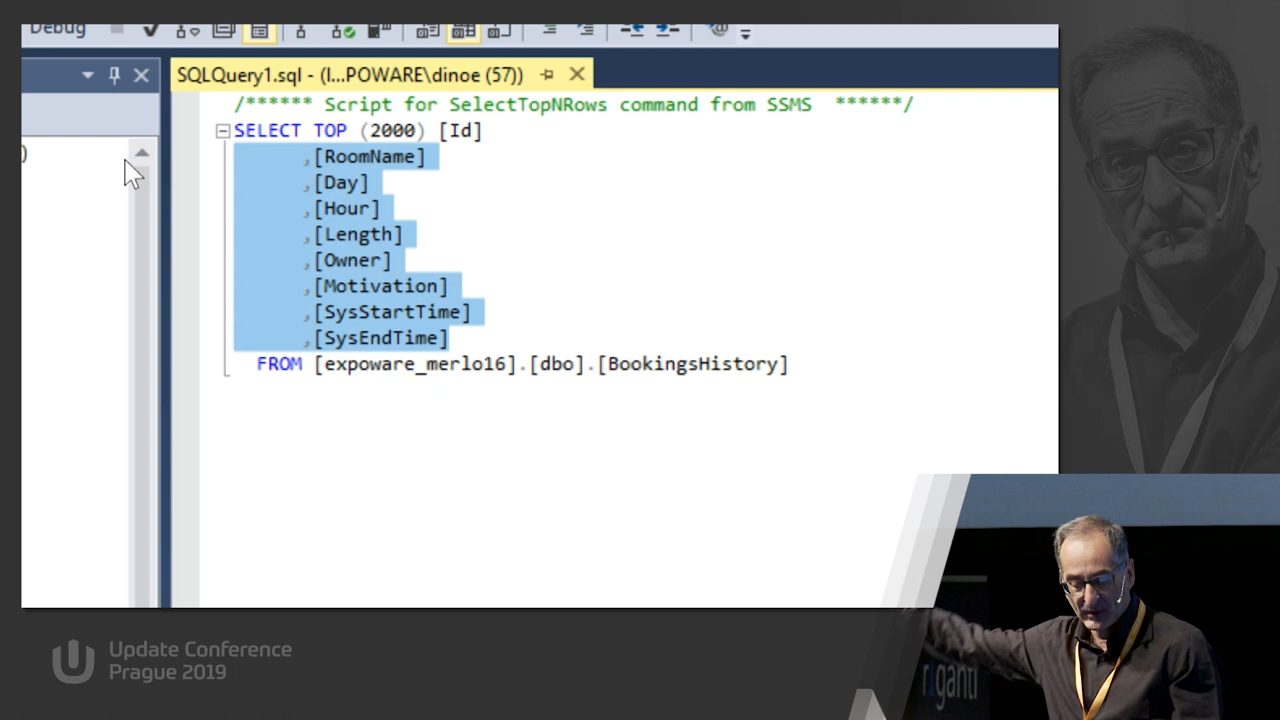 Debug
SQLQuery1.sql - (l...POWARE\dinoe (57))
/****** Script for SelectTopNRows command from SSMS  ******/
SELECT TOP (2000) [Id]
,[RoomName]
,[Day]
,[Hour]
,[Length]
,[Owner]
,[Motivation]
,[SysStartTime]
,[SysEndTime]
FROM [expoware_merlo16].[dbo].[BookingsHistory]
)
Update Conference
Prague 2019
riganti